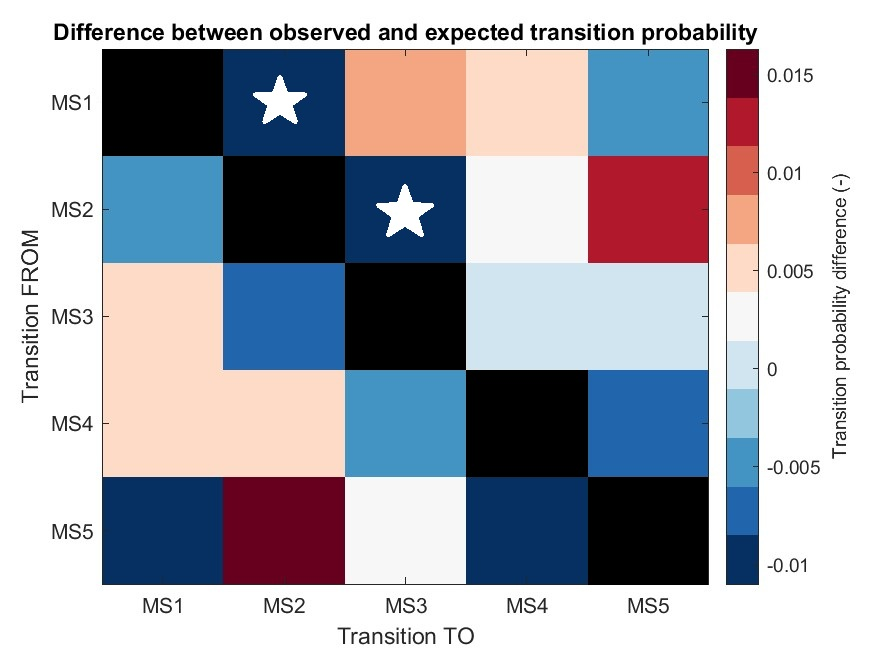 Difference between observed and expected transition probability
MS1
MS2
MS3
MS4
MS5
Transition FROM
MS1 MS2 MS3 MS4 MS5
Transition TO
0.015
0.01
0.005
0
-0.005
-0.01
Transition probability difference (-)